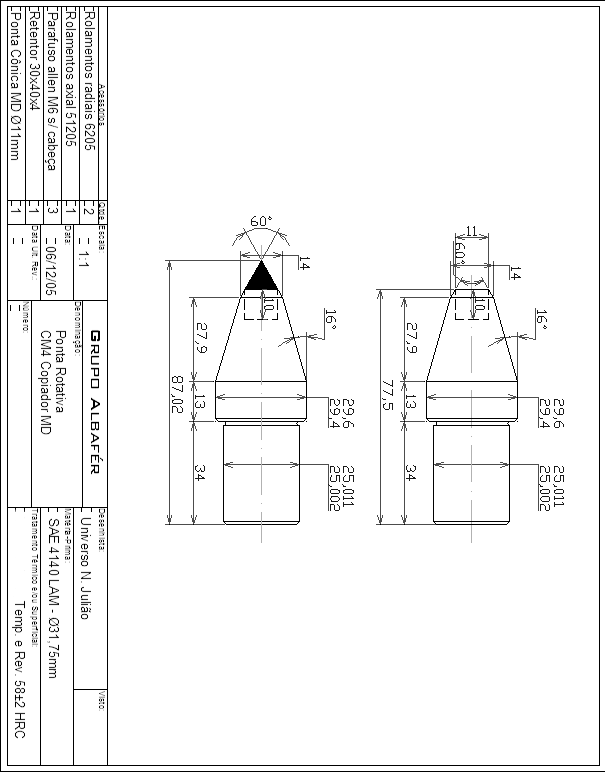 60°
14
10
16°
27,9
87,02
13
29,6
29,4
34
25,011
25,002
11
60°
14
10
16°
27,9
77,5
13
29,6
29,4
34
25,011
25,002
Acessórios
Qtde
Rolamentos radiais 6205
2
Rolamentos axial 51205
1
Parafuso allen M6 s/ cabeça
3
Retentor 30x40x4
1
Ponta Cônica MD Ø11mm
1
Escala:
1:1
Data:
06/12/05
Data Ult. Rev.:
–
GRUPO ALBAFÉR
Denominação:
Ponta Rotativa
CM4 Copiador MD
Número:
–
Desenhista:
Universo N. Julião
Visto:
Matéria-Prima:
SAE 4140 LAM - Ø31,75mm
Tratamento Térmico e/ou Superficial:
Temp. e Rev. 58±2 HRC